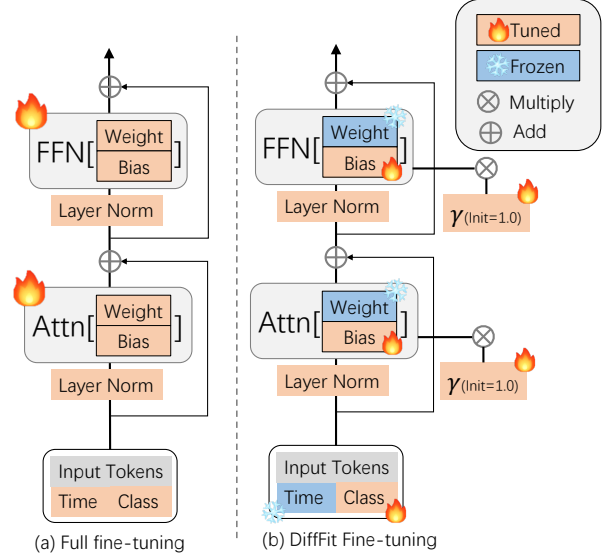 Tuned
Frozen
Multiply
Add
FFN[ Weight
Bias ]
Layer Norm
Attn[ Weight
Bias ]
Layer Norm
Input Tokens
Time Class
(a) Full fine-tuning
FFN[ Weight
Bias ]
γ(Init=1.0)
Layer Norm
Attn[ Weight
Bias ]
γ(Init=1.0)
Layer Norm
Input Tokens
Time Class
(b) DiffFit Fine-tuning